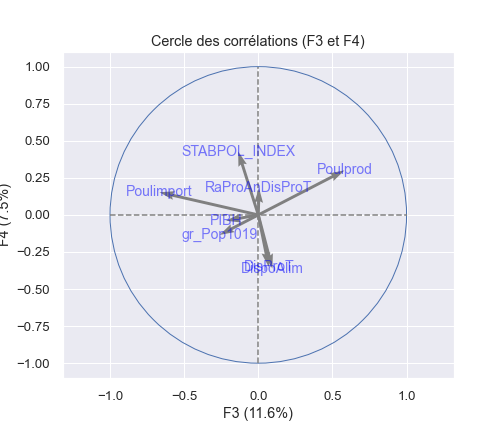 Cercle des corrélations (F3 et F4)
1.00
0.75
0.50
STABPOL_INDEX
Poulprod
0.25
RaProAnDisProT
Poulimport
0.00
gr_Pop1019
−0.25
DispoAlim
−0.50
−0.75
−1.00
−1.0
−0.5
0.0
0.5
1.0
F3 (11.6%)
F4 (7.5%)